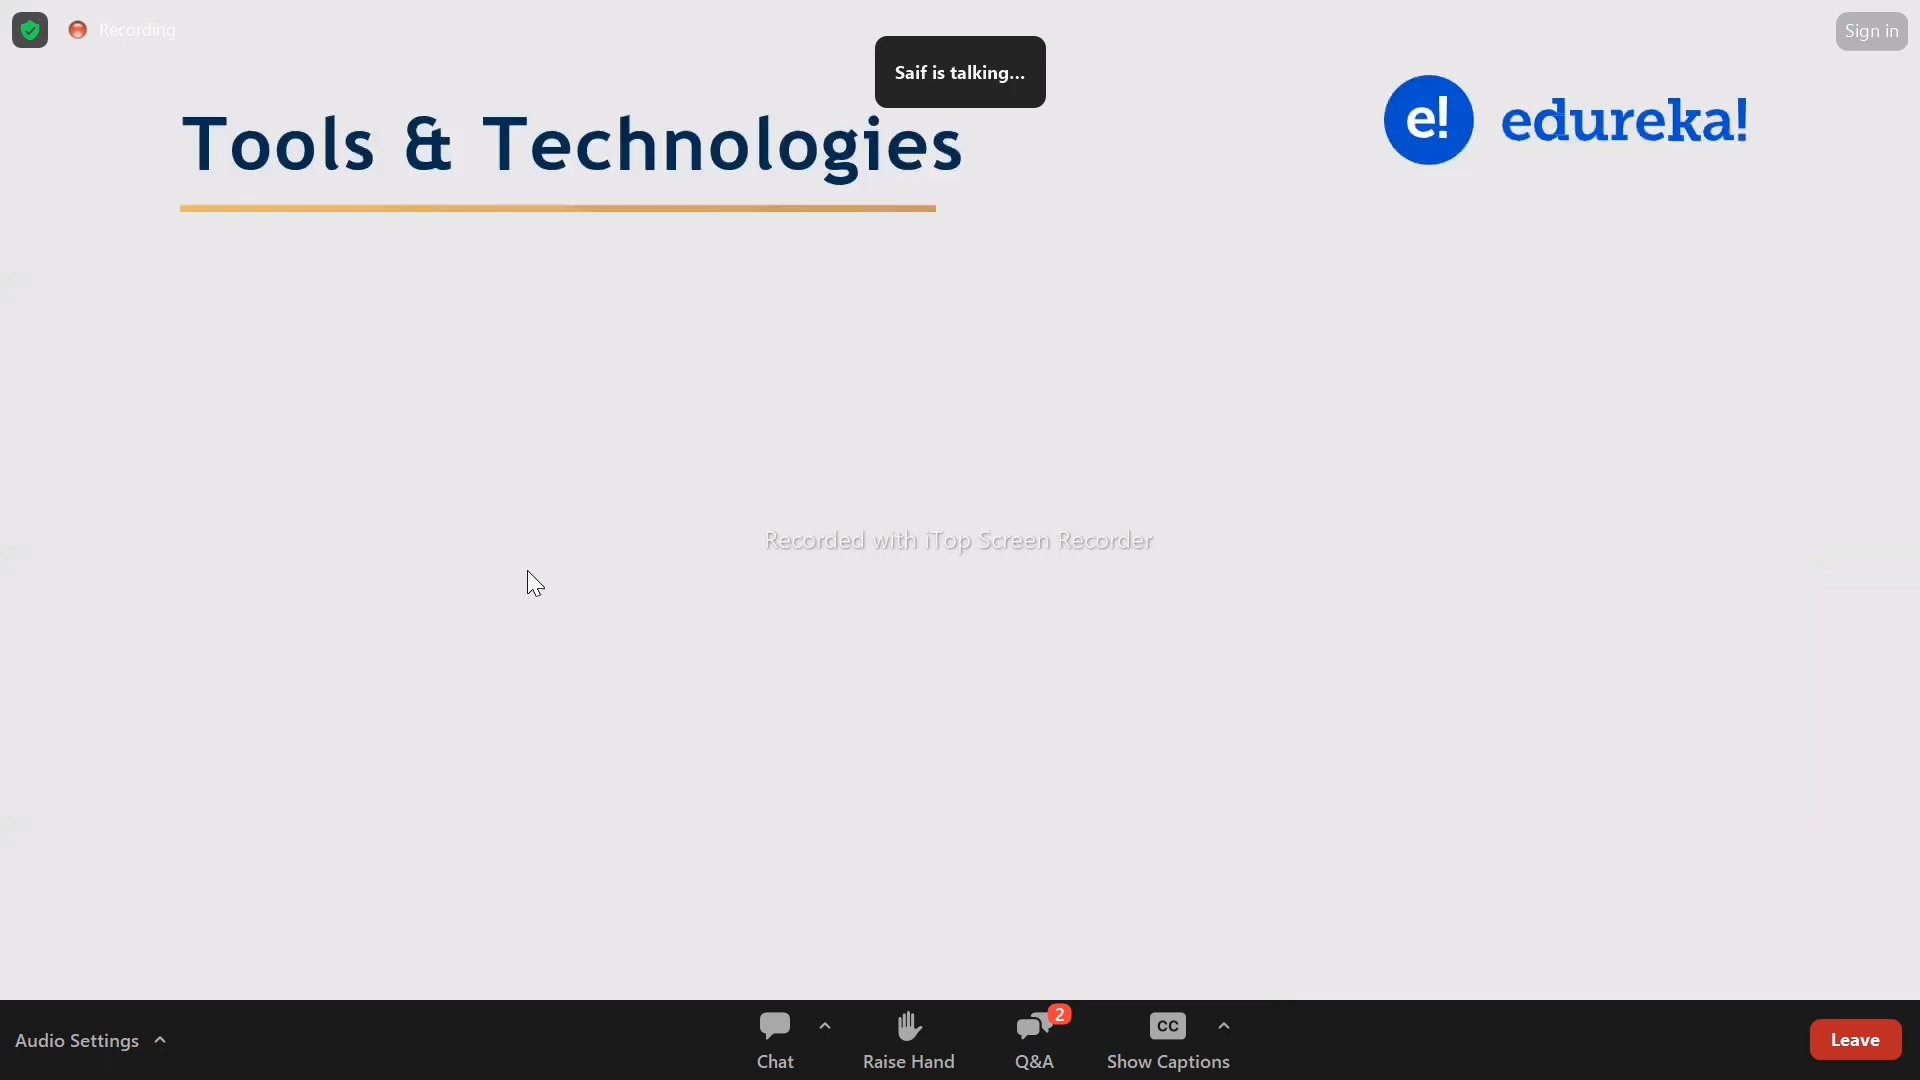 Recording
Sign in
Saif is talking...
Tools & Technologies
e! edureka!
Recorded with iTop Screen Recorder
Audio Settings
Chat
Raise Hand
2
Q&A
CC
Show Captions
Leave